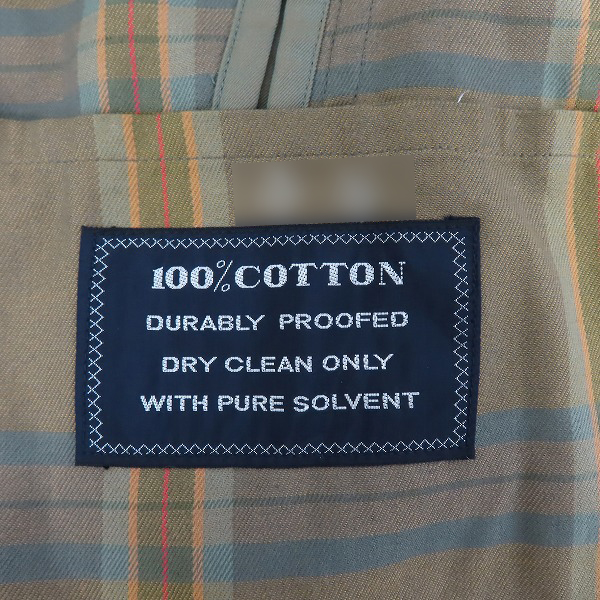 100% COTTON
DURABLY PROOFED
DRY CLEAN ONLY
WITH PURE SOLVENT